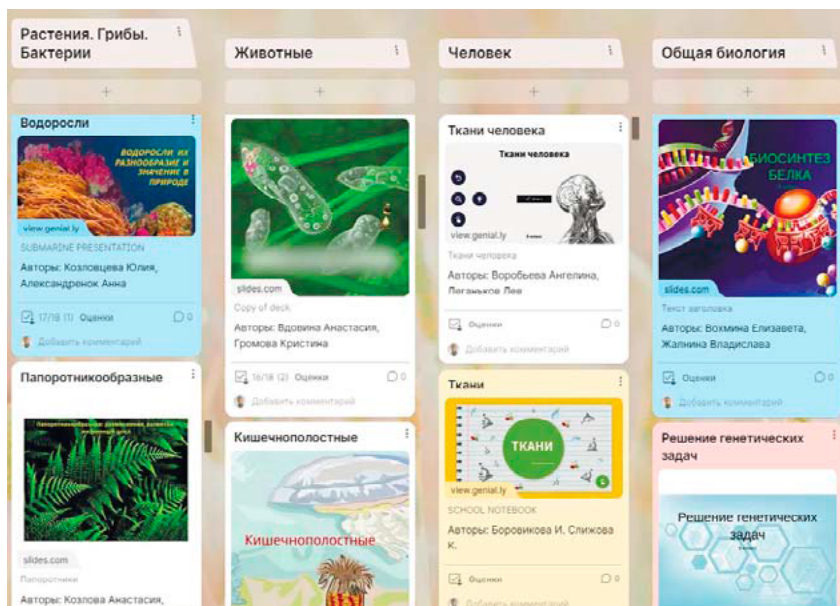 Растения. Грибы.
Бактерии
Водоросли
ВОДОРОСЛИ ИХ
РАЗНООБРАЗИЕ И
ЗНАЧЕНИЕ В
ПРИРОДЕ
view.genial.ly
SUBMARINE PRESENTATION
Авторы: Козловцева Юлия,
Александренок Анна
17/18 (1) Оценки
0
Добавить комментарий
Папоротникообразные
slides.com
Папоротники
Авторы: Козлова Анастасия,
Животные
slides.com
Copy of deck
Авторы: Вдовина Анастасия,
Громова Кристина
16/18 (2) Оценки
0
Добавить комментарий
Кишечнополостные
Кишечнополостные
Человек
Ткани человека
Ткани человека
view.genial.ly
Ткани человека
Авторы: Воробьева Ангелина,
Леганьков Лев
Оценки
0
Добавить комментарий
Ткани
ТКАНИ
view.genial.ly
SCHOOL NOTEBOOK
Авторы: Боровикова И. Слижова
К.
Оценки
0
Добавить комментарий
Общая биология
БИОСИНТЕЗ
БЕЛКА
slides.com
Текст заголовка
Авторы: Вохмина Елизавета,
Жалнина Владислава
Оценки
0
Добавить комментарий
Решение генетических
задач
Решение генетических
задач